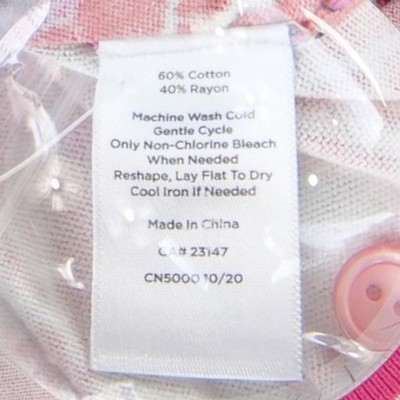 60% Cotton
40% Rayon
Machine Wash Cold
Gentle Cycle
Only Non-Chlorine Bleach
When Needed
Reshape, Lay Flat To Dry
Cool Iron If Needed
Made In China
CA# 23147
CN5000 10/20